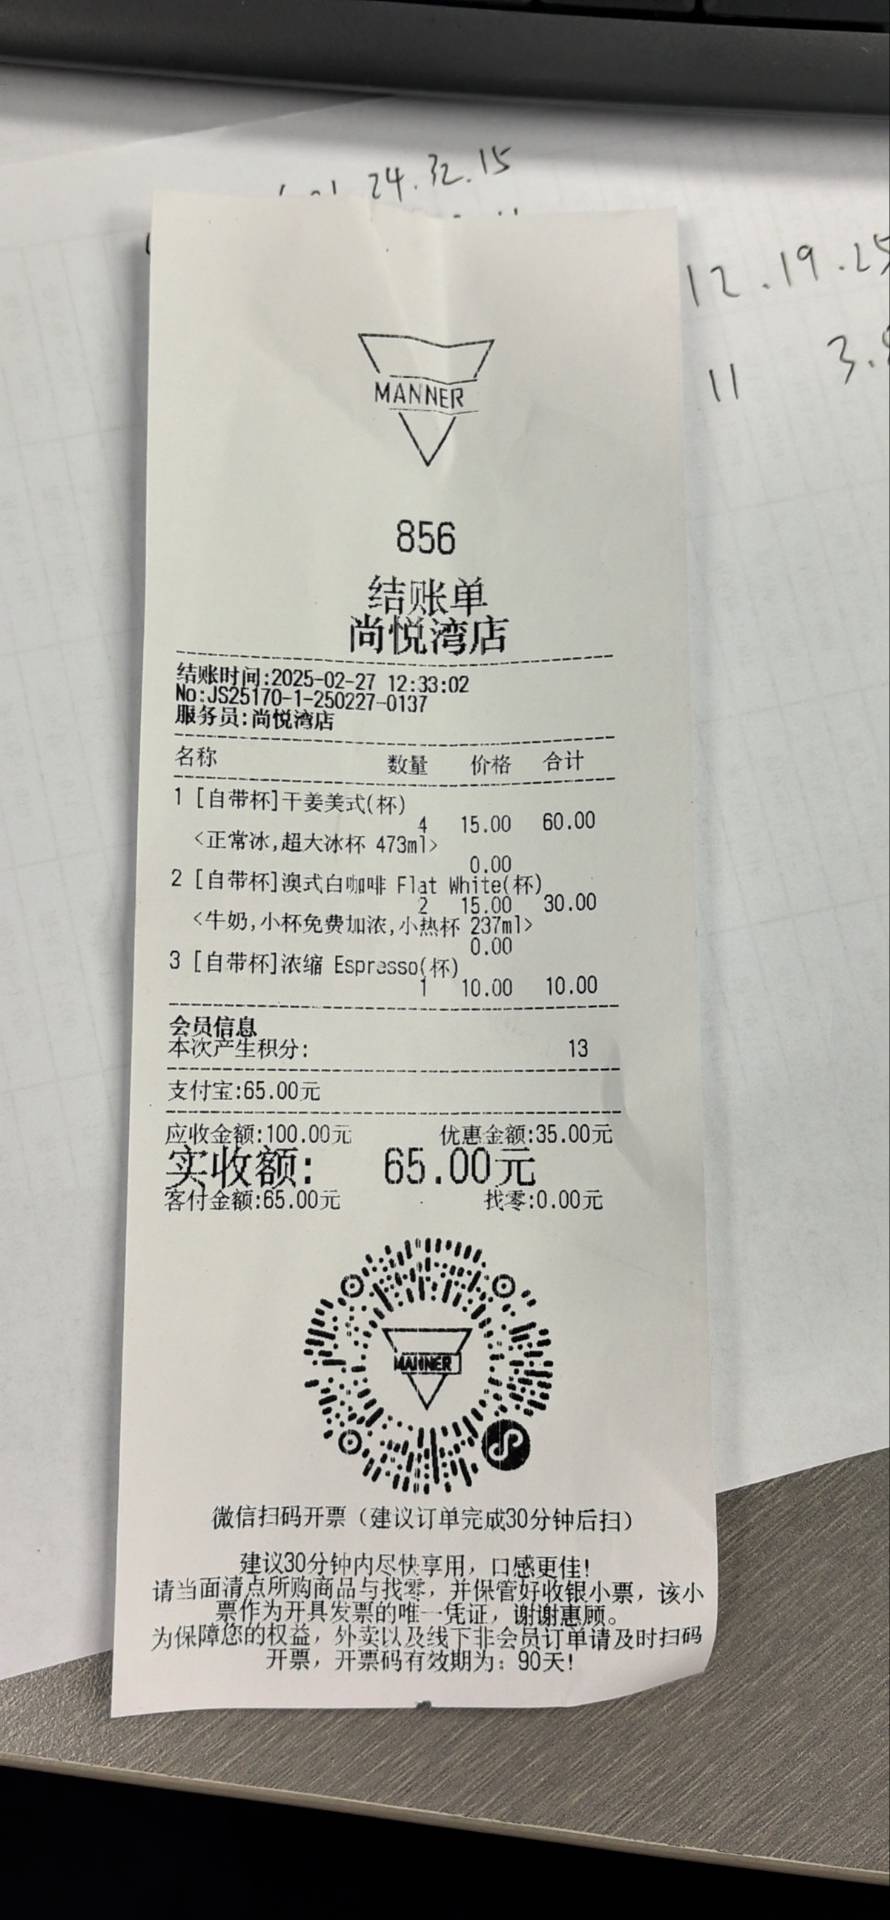 24.32.15
12.19.25
11 3.
MANNER
856
结账单
尚悦湾店
结账时间:2025-02-27 12:33:02
No:JS25170-1-250227-0137
服务员:尚悦湾店
名称 数量 价格 合计
1 [自带杯]干姜美式(杯)
4 15.00 60.00
<正常冰,超大冰杯 473ml>
0.00
2 [自带杯]澳式白咖啡 Flat White(杯)
2 15.00 30.00
<牛奶,小杯免费加浓,小热杯 237ml>
0.00
3 [自带杯]浓缩 Espresso(杯)
1 10.00 10.00
会员信息
本次产生积分: 13
支付宝:65.00元
应收金额:100.00元 优惠金额:35.00元
实收额: 65.00元
客付金额:65.00元 找零:0.00元
MANNER
微信扫码开票（建议订单完成30分钟后扫）
建议30分钟内尽快享用，口感更佳!
请当面清点所购商品与找零，并保管好收银小票，该小
票作为开具发票的唯一凭证，谢谢惠顾。
为保障您的权益，外卖以及线下非会员订单请及时扫码
开票，开票码有效期为：90天!